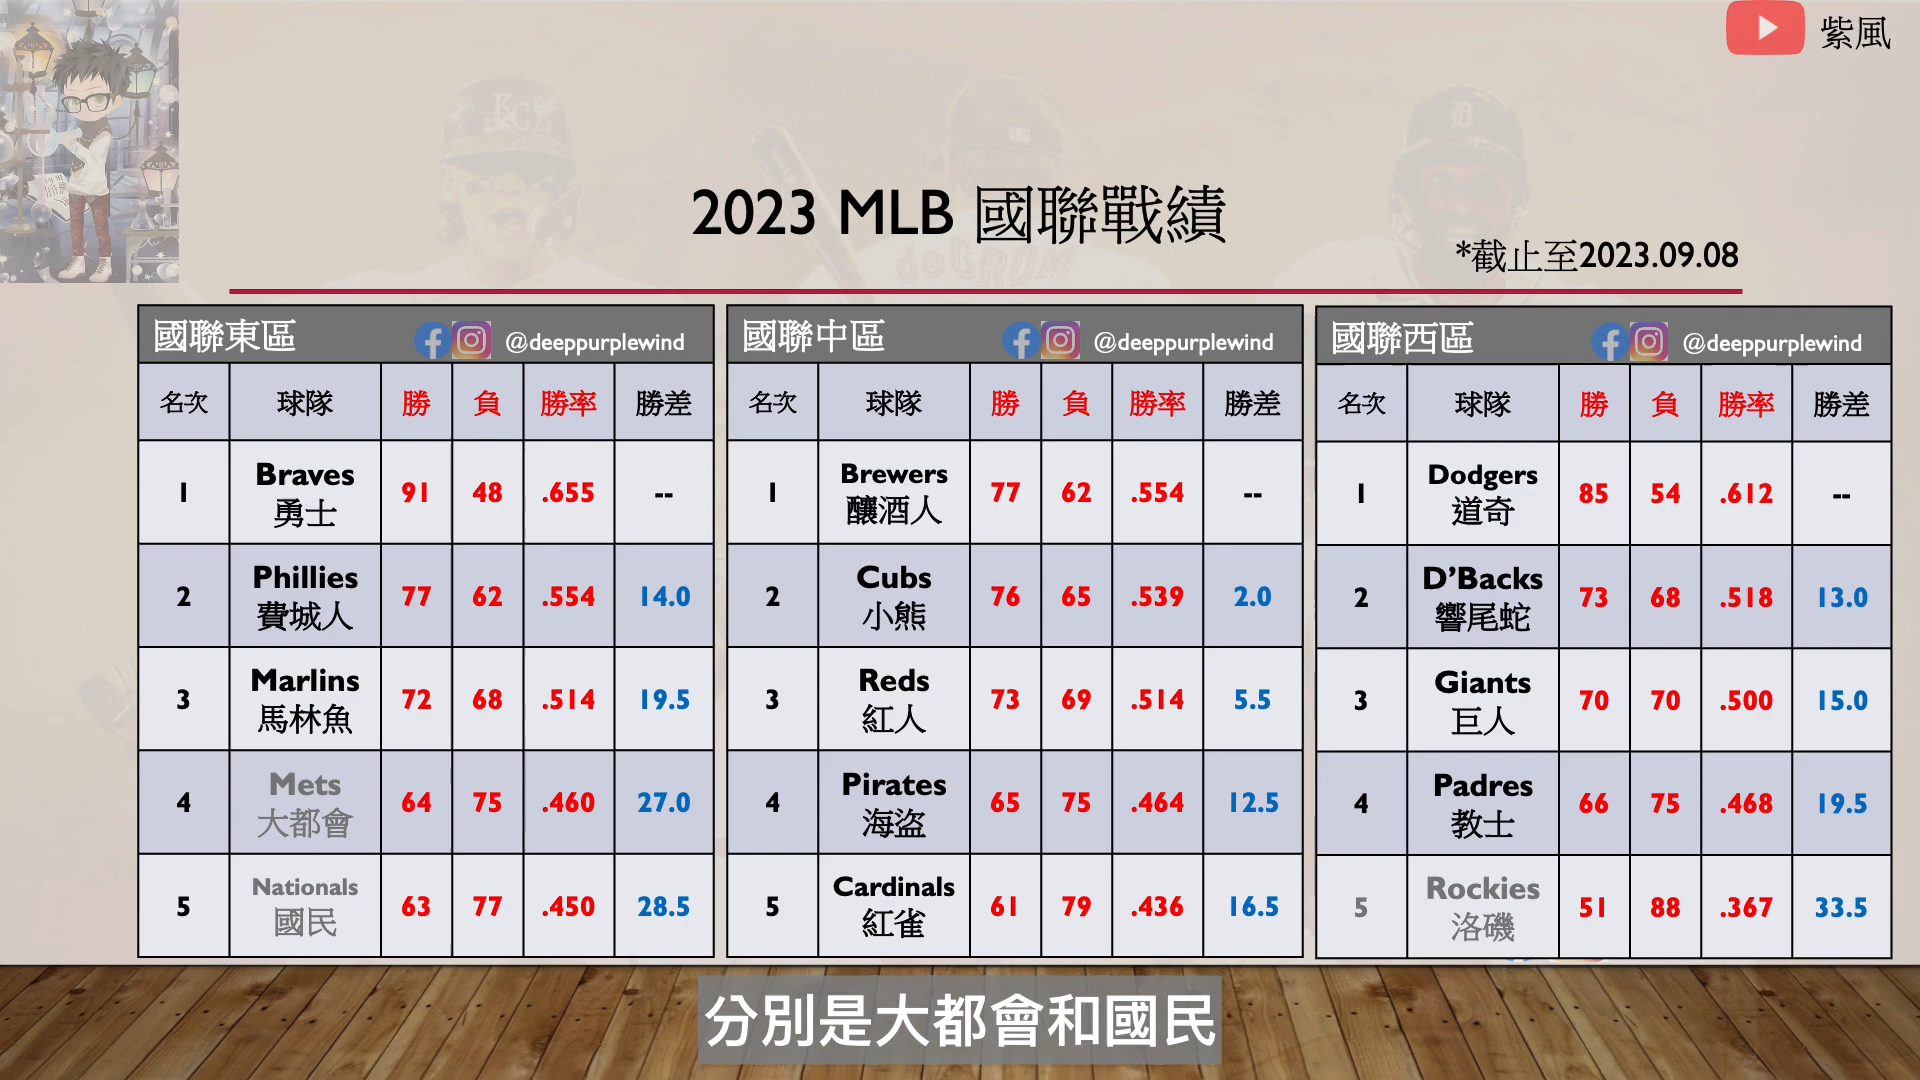 紫風
2023 MLB 國聯戰績
*截止至2023.09.08
國聯東區 @deeppurplewind
名次 球隊 勝 負 勝率 勝差
1 Braves 勇士 91 48 .655 --
2 Phillies 費城人 77 62 .554 14.0
3 Marlins 馬林魚 72 68 .514 19.5
4 Mets 大都會 64 75 .460 27.0
5 Nationals 國民 63 77 .450 28.5
國聯中區 @deeppurplewind
名次 球隊 勝 負 勝率 勝差
1 Brewers 釀酒人 77 62 .554 --
2 Cubs 小熊 76 65 .539 2.0
3 Reds 紅人 73 69 .514 5.5
4 Pirates 海盜 65 75 .464 12.5
5 Cardinals 紅雀 61 79 .436 16.5
國聯西區 @deeppurplewind
名次 球隊 勝 負 勝率 勝差
1 Dodgers 道奇 85 54 .612 --
2 D’Backs 響尾蛇 73 68 .518 13.0
3 Giants 巨人 70 70 .500 15.0
4 Padres 教士 66 75 .468 19.5
5 Rockies 洛磯 51 88 .367 33.5
分別是大都會和國民